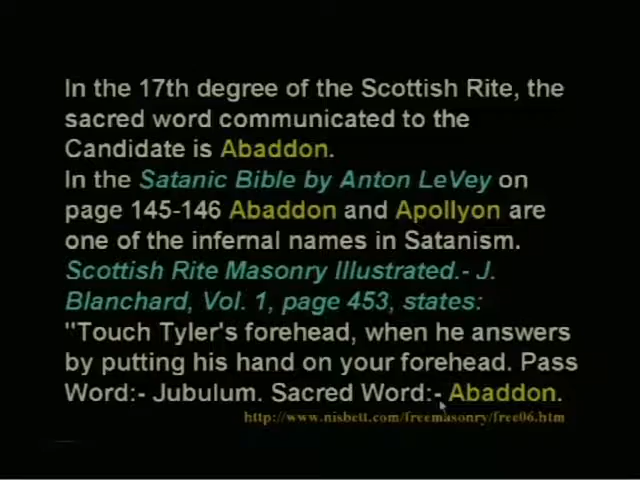 In the 17th degree of the Scottish Rite, the
sacred word communicated to the
Candidate is Abaddon.
In the Satanic Bible by Anton LeVey on
page 145-146 Abaddon and Apollyon are
one of the infernal names in Satanism.
Scottish Rite Masonry Illustrated.- J.
Blanchard, Vol. 1, page 453, states:
"Touch Tyler's forehead, when he answers
by putting his hand on your forehead. Pass
Word:- Jubulum. Sacred Word:- Abaddon.
http://www.nisbett.com/freemasonry/free06.htm